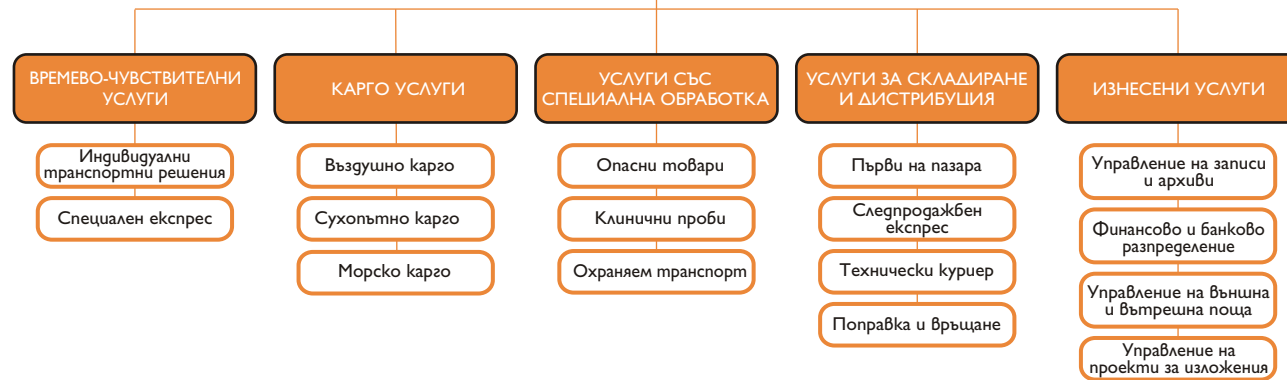 ВРЕМЕВО-ЧУВСТВИТЕЛНИ
УСЛУГИ
Индивидуални
транспортни решения
Специален експрес
КАРГО УСЛУГИ
Въздушно карго
Сухопътно карго
Морско карго
УСЛУГИ СЪС
СПЕЦИАЛНА ОБРАБОТКА
Опасни товари
Клинични проби
Охраняем транспорт
УСЛУГИ ЗА СКЛАДИРАНЕ
И ДИСТРИБУЦИЯ
Първи на пазара
Следпродажбен
експрес
Технически куриер
Поправка и връщане
ИЗНЕСЕНИ УСЛУГИ
Управление на записи
и архиви
Финансово и банково
разпределение
Управление на външна
и вътрешна поща
Управление на
проекти за изложения